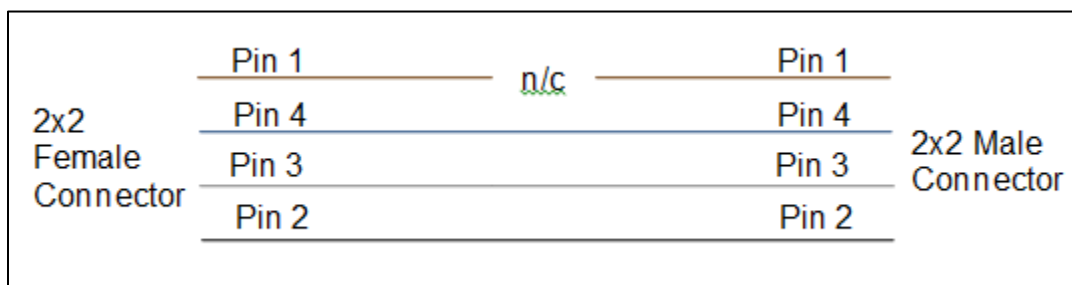 Pin 1
n/c
Pin 1
Pin 4
Pin 4
2x2
Female
Connector
Pin 3
Pin 3
2x2 Male
Connector
Pin 2
Pin 2